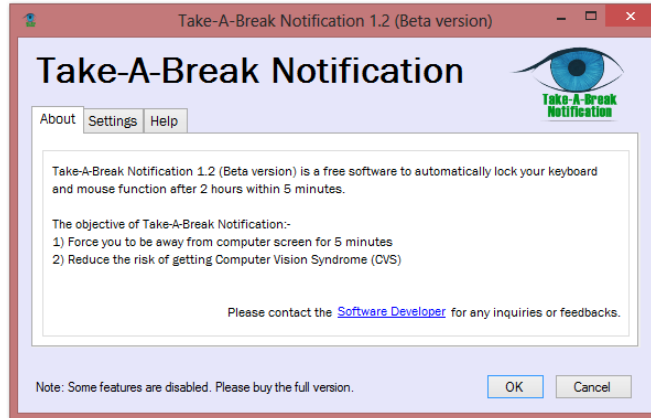 Take-A-Break Notification 1.2 (Beta version)
Take-A-Break Notification
Take-A-Break
Notification
About Settings Help
Take-A-Break Notification 1.2 (Beta version) is a free software to automatically lock your keyboard
and mouse function after 2 hours within 5 minutes.
The objective of Take-A-Break Notification:-
1) Force you to be away from computer screen for 5 minutes
2) Reduce the risk of getting Computer Vision Syndrome (CVS)
Please contact the Software Developer for any inquiries or feedbacks.
Note: Some features are disabled. Please buy the full version.
OK Cancel